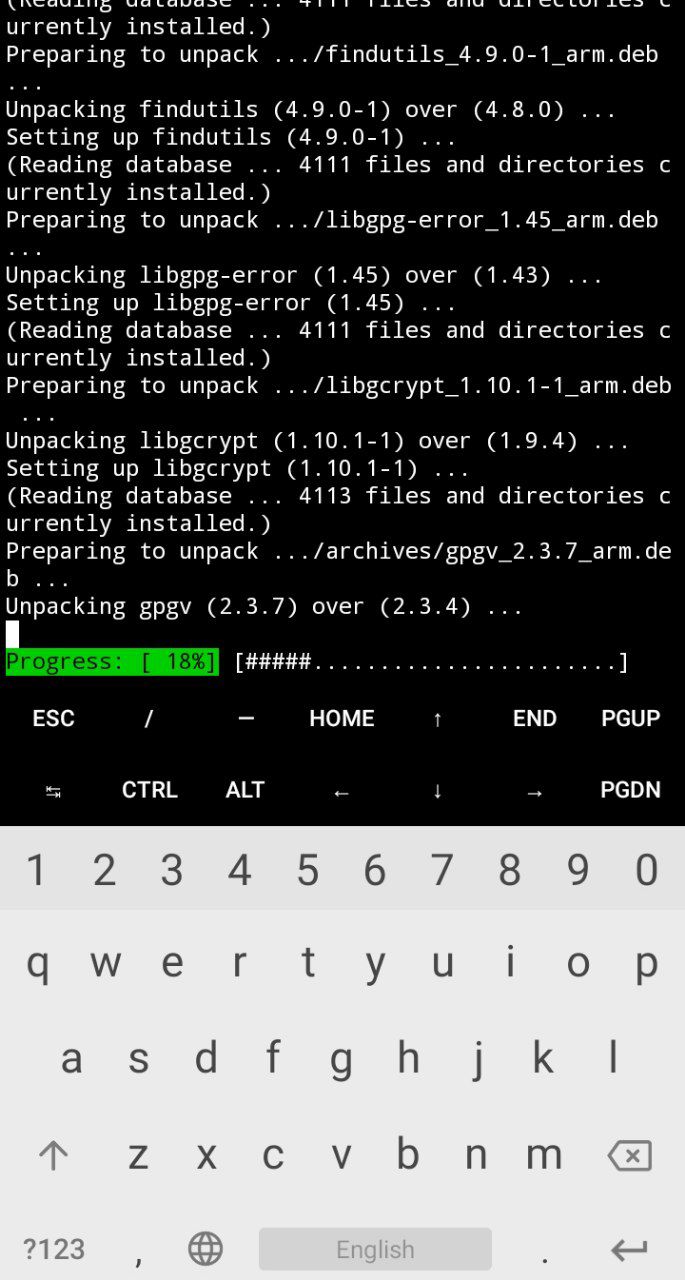 (Reading database ... 4111 files and directories c
urrently installed.)
Preparing to unpack .../findutils_4.9.0-1_arm.deb
...
Unpacking findutils (4.9.0-1) over (4.8.0) ...
Setting up findutils (4.9.0-1) ...
(Reading database ... 4111 files and directories c
urrently installed.)
Preparing to unpack .../libgpg-error_1.45_arm.deb
...
Unpacking libgpg-error (1.45) over (1.43) ...
Setting up libgpg-error (1.45) ...
(Reading database ... 4111 files and directories c
urrently installed.)
Preparing to unpack .../libgcrypt_1.10.1-1_arm.deb
...
Unpacking libgcrypt (1.10.1-1) over (1.9.4) ...
Setting up libgcrypt (1.10.1-1) ...
(Reading database ... 4113 files and directories c
urrently installed.)
Preparing to unpack .../archives/gpgv_2.3.7_arm.de
b ...
Unpacking gpgv (2.3.7) over (2.3.4) ...
Progress: [ 18%] [#####.......................]
ESC / — HOME ↑ END PGUP
↹ CTRL ALT ← ↓ → PGDN
1 2 3 4 5 6 7 8 9 0
q w e r t y u i o p
a s d f g h j k l
z x c v b n m
?123 , English .